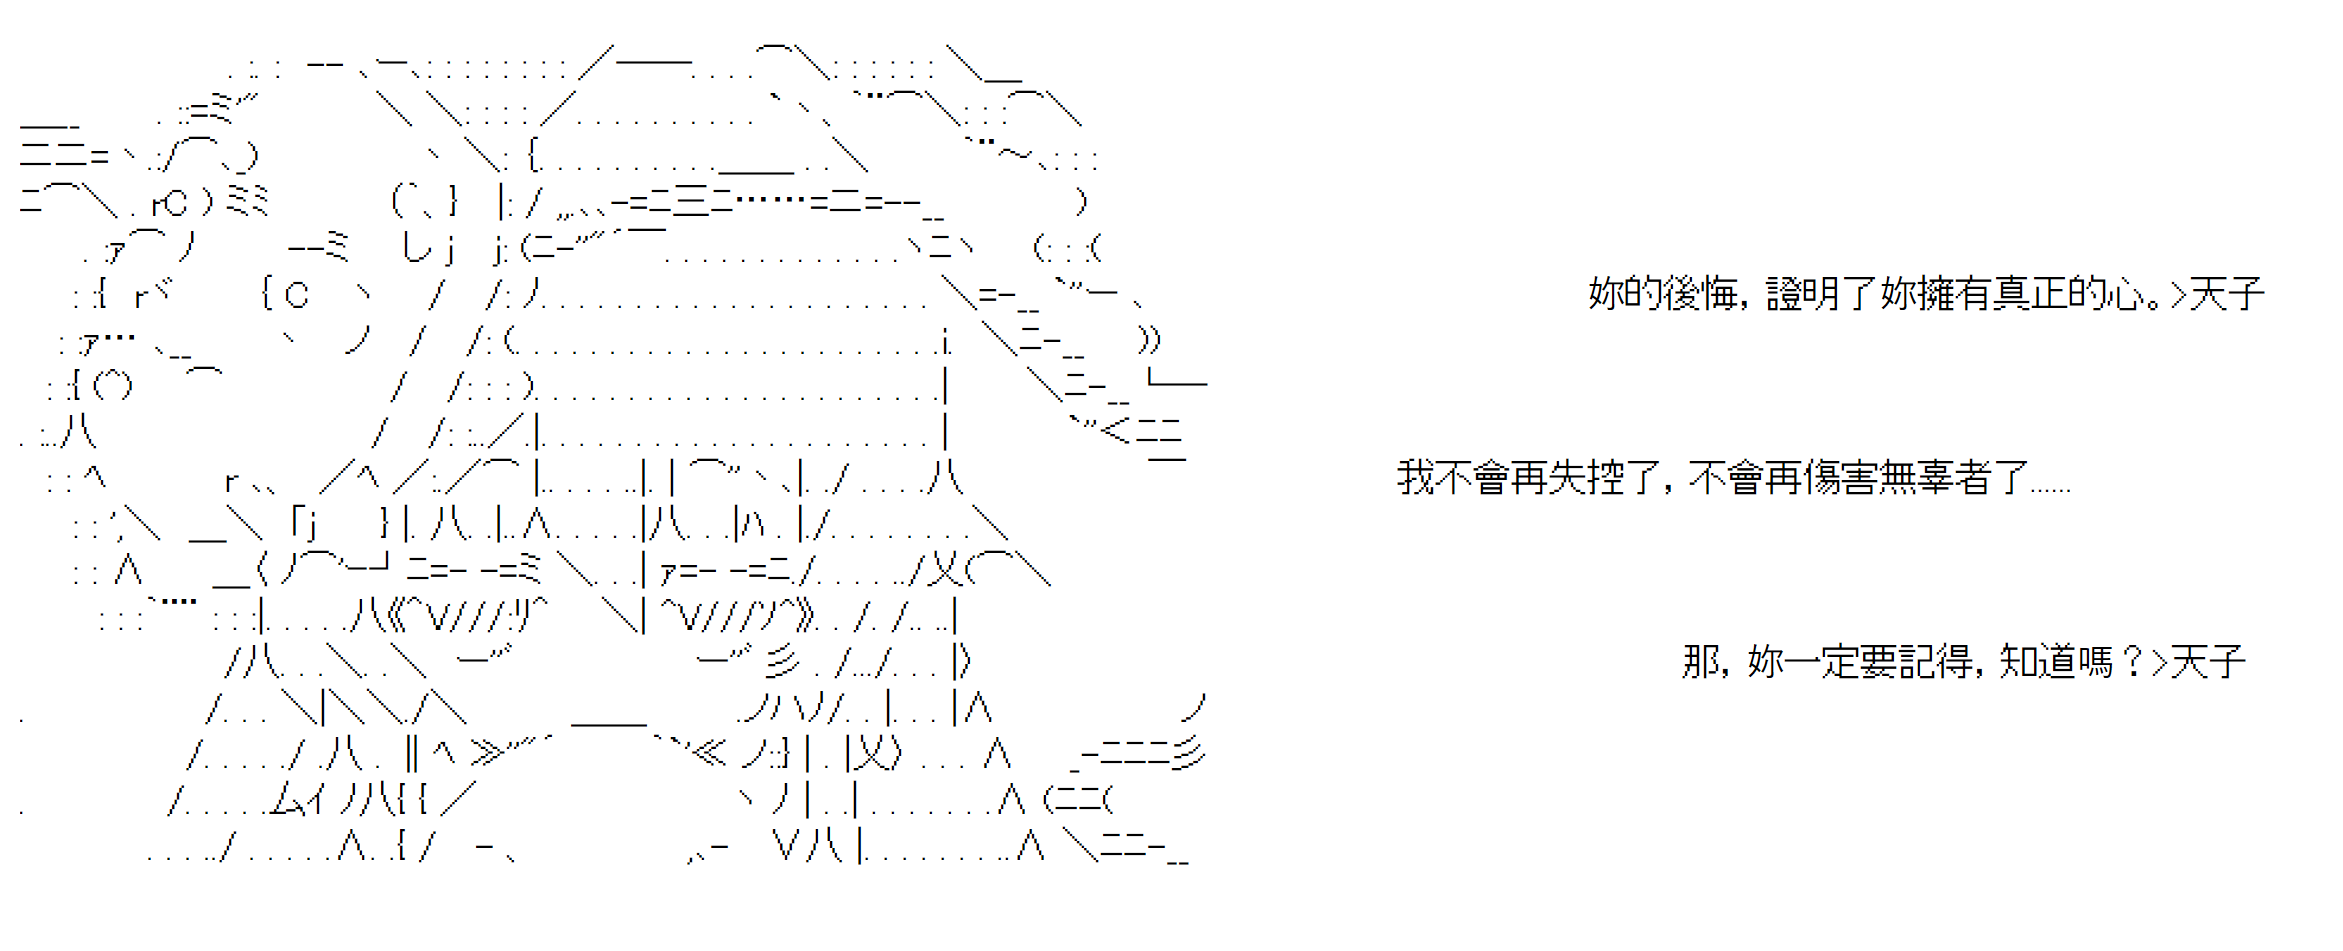 妳的後悔，證明了妳擁有真正的心。>天子
我不會再失控了，不會再傷害無辜者了......
那，妳一定要記得，知道嗎？>天子